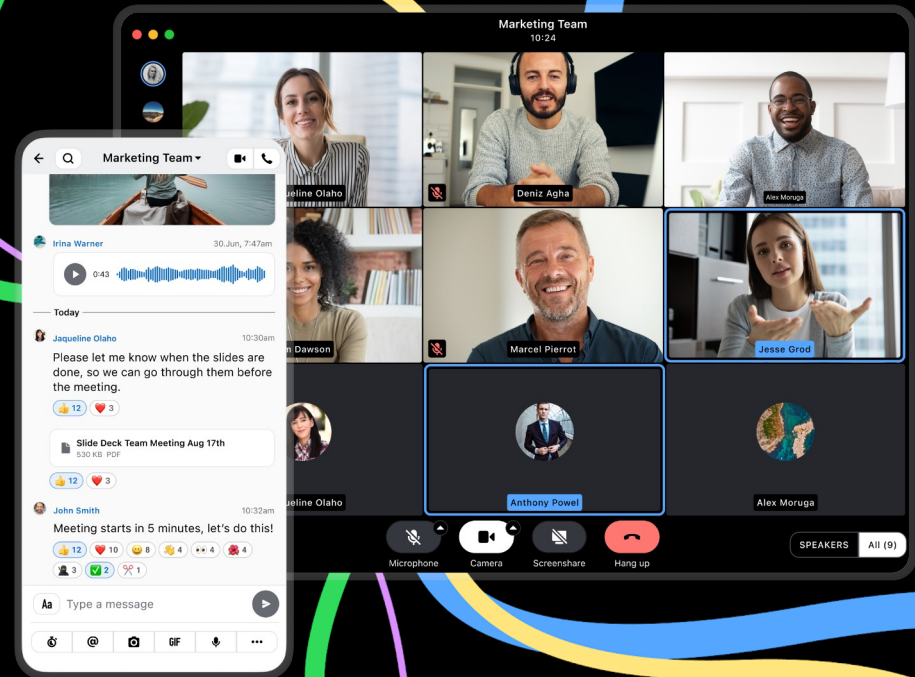 Marketing Team
10:24
queline Olaho
Deniz Agha
Alex Moruga
n Dawson
Marcel Pierrot
Jesse Grod
ueline Olaho
Anthony Powel
Alex Moruga
Microphone
Camera
Screenshare
Hang up
SPEAKERS
All (9)
Marketing Team
Irina Warner
30.Jun, 7:47am
0:43
Today
Jaqueline Olaho
10:30am
Please let me know when the slides are
done, so we can go through them before
the meeting.
12 3
Slide Deck Team Meeting Aug 17th
530 KB PDF
12 3
John Smith
10:32am
Meeting starts in 5 minutes, let's do this!
12 10 8 4 4 4
3 2 1
Aa Type a message
@ GIF